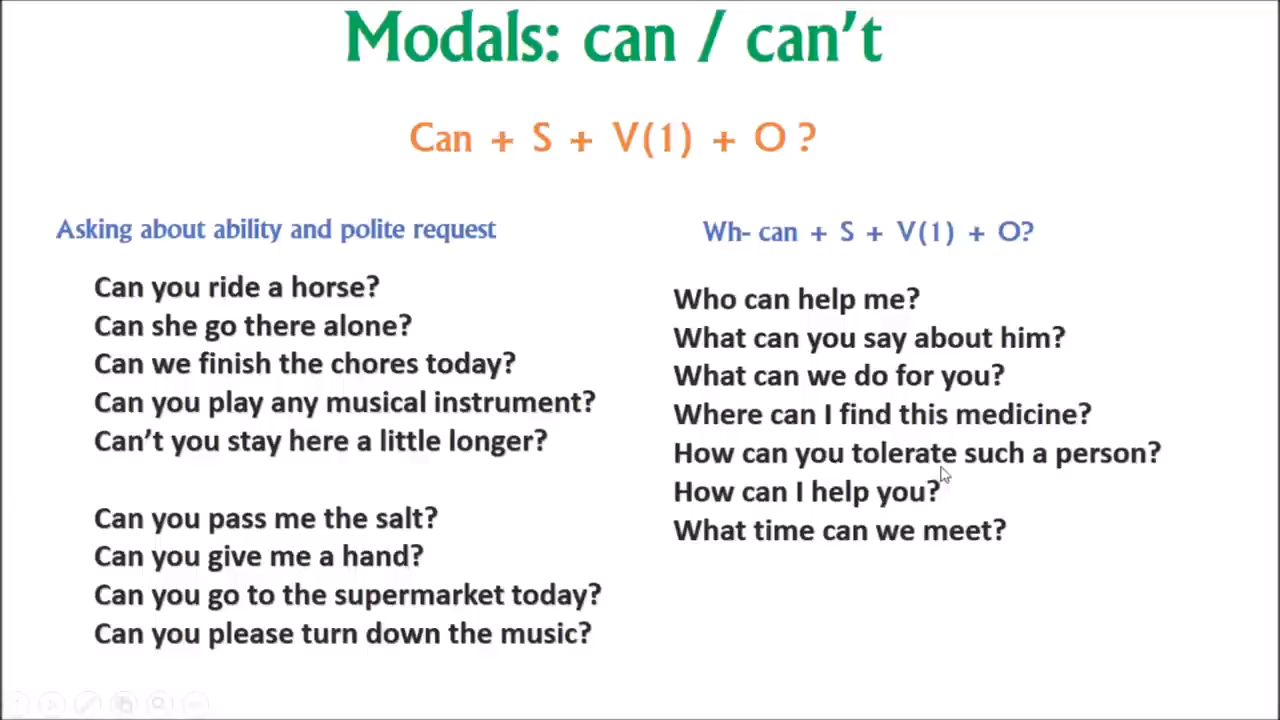 Modals: can / can't
Can + S + V(1) + O ?
Asking about ability and polite request
Can you ride a horse?
Can she go there alone?
Can we finish the chores today?
Can you play any musical instrument?
Can't you stay here a little longer?
Can you pass me the salt?
Can you give me a hand?
Can you go to the supermarket today?
Can you please turn down the music?
Wh- can + S + V(1) + O?
Who can help me?
What can you say about him?
What can we do for you?
Where can I find this medicine?
How can you tolerate such a person?
How can I help you?
What time can we meet?